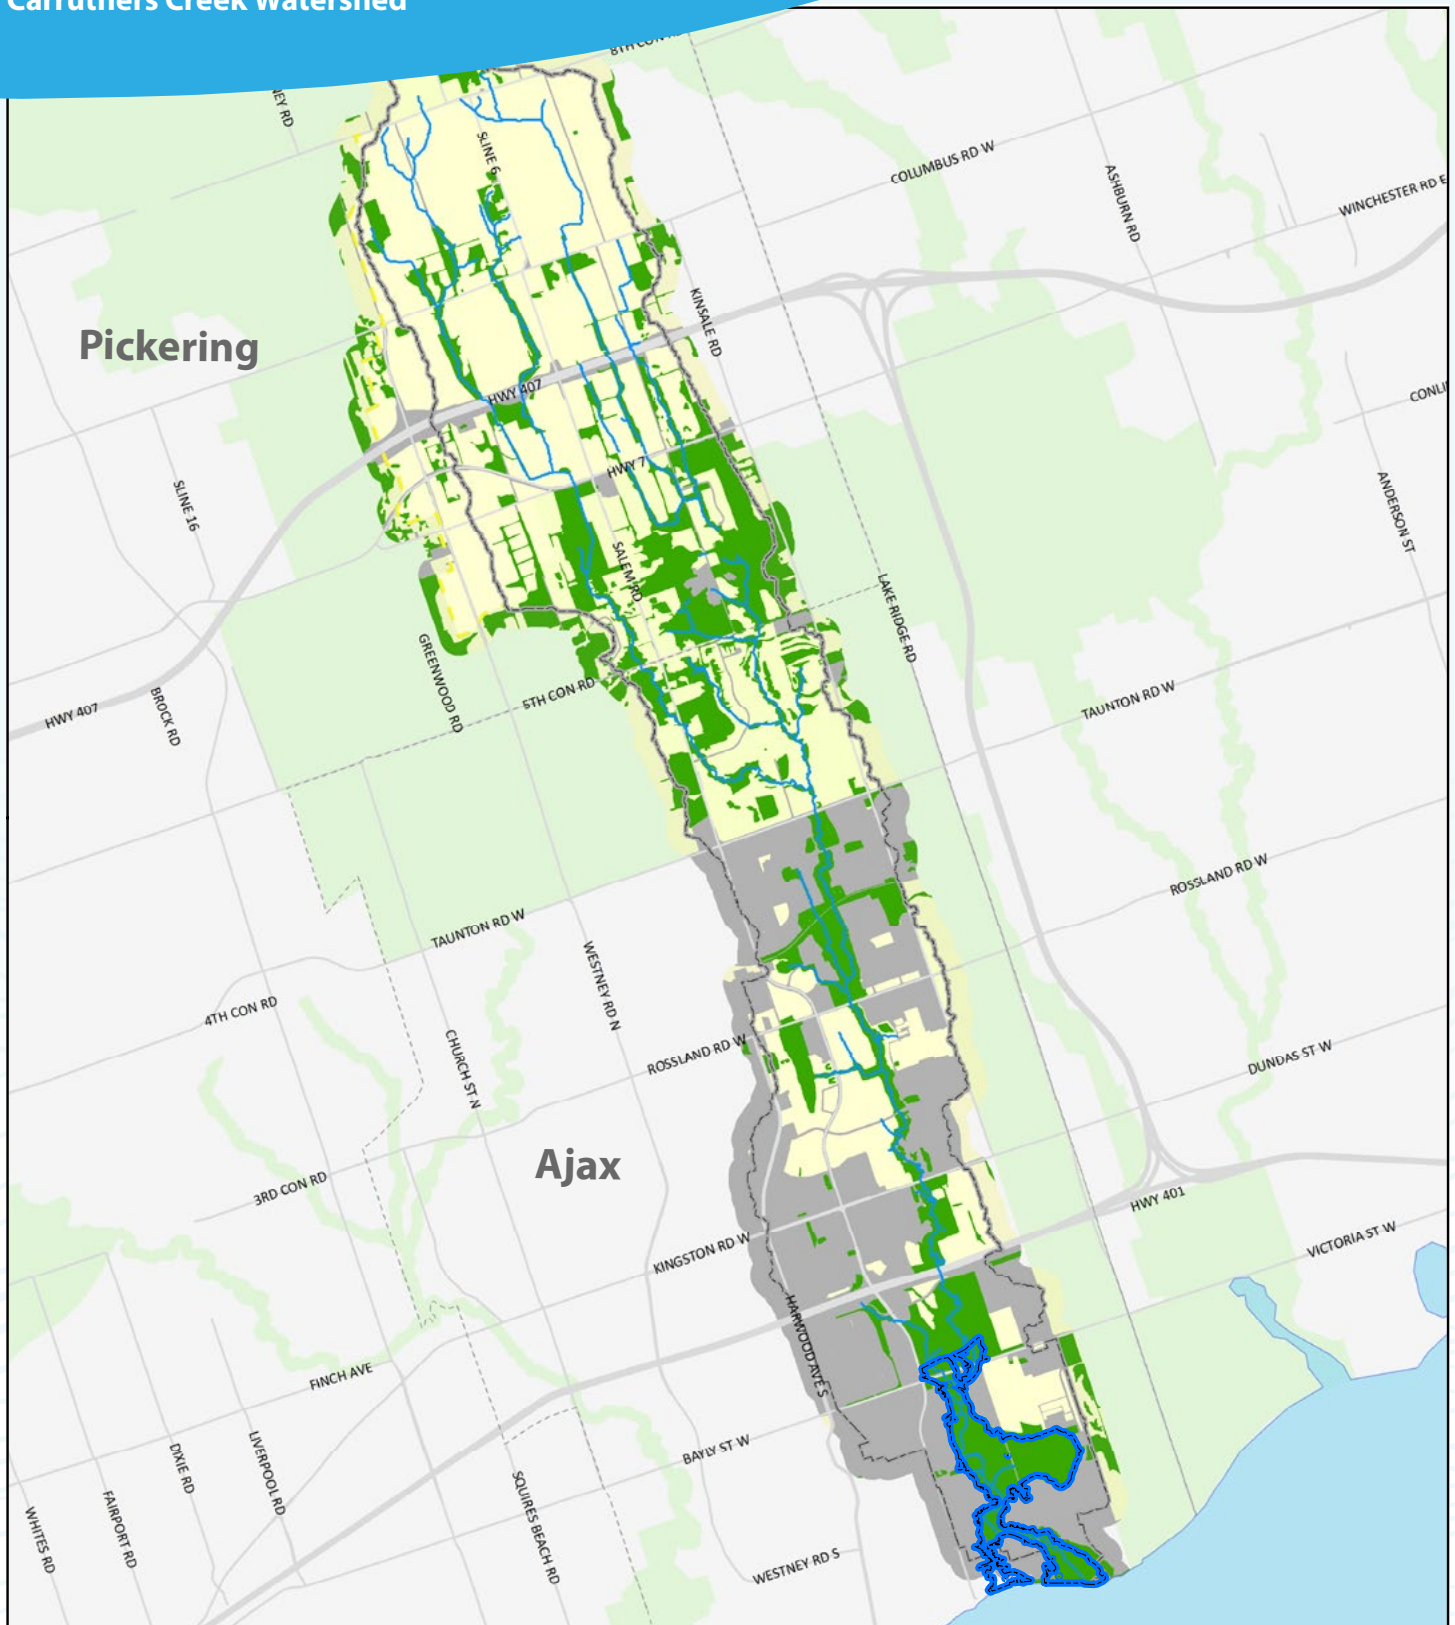 Carruthers Creek Watershed
COLUMBUS RD W
SLINE 6
ASHBURN RD
WINCHESTER RD E
KINSALE RD
Pickering
HWY 407
HWY 7
SLINE 16
ANDERSON ST
SALEM RD
LAKE RIDGE RD
GREENWOOD RD
5TH CON RD
HWY 407
BROCK RD
TAUNTON RD W
ROSSLAND RD W
TAUNTON RD W
WESTNEY RD N
4TH CON RD
CHURCH ST N
ROSSLAND RD W
DUNDAS ST W
Ajax
3RD CON RD
HWY 401
KINGSTON RD W
VICTORIA ST W
HARWOOD AVE S
FINCH AVE
BAYLY ST W
DIXIE RD
LIVERPOOL RD
SQUIRES BEACH RD
FAIRPORT RD
WHITES RD
WESTNEY RD S